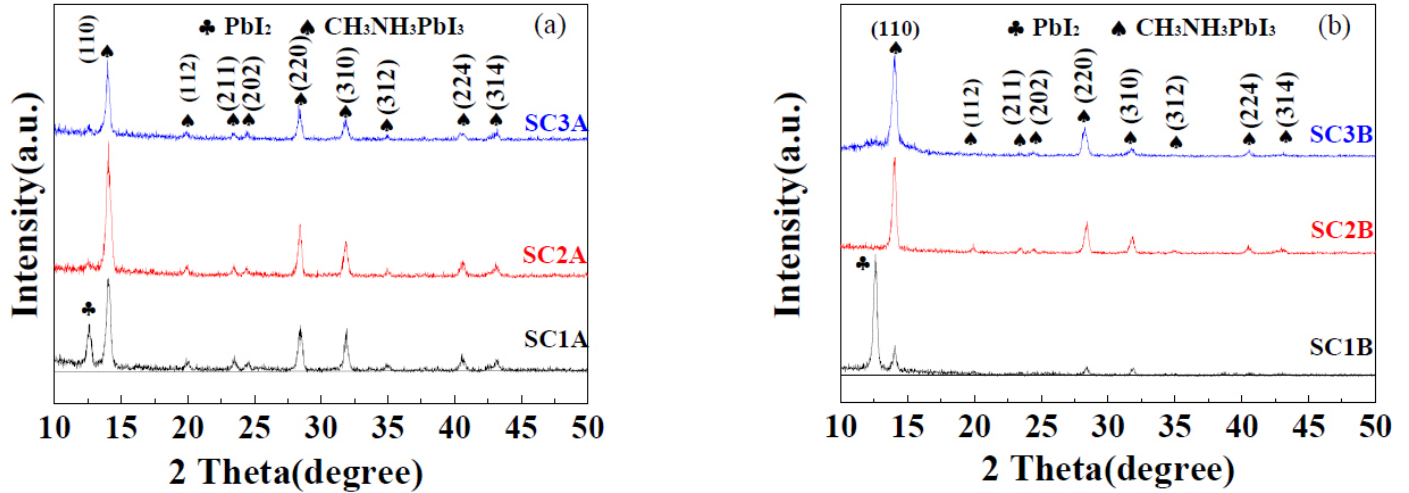 ♣ PbI₂ ♠ CH₃NH₃PbI₃ (a)
(110)
(112)
(211)
(202)
(220)
(310)
(312)
(224)
(314)
SC3A
SC2A
SC1A
Intensity(a.u.)
10 15 20 25 30 35 40 45 50
2 Theta(degree)
♣ PbI₂ ♠ CH₃NH₃PbI₃ (b)
(110)
(112)
(211)
(202)
(220)
(310)
(312)
(224)
(314)
SC3B
SC2B
SC1B
Intensity(a.u.)
10 15 20 25 30 35 40 45 50
2 Theta(degree)